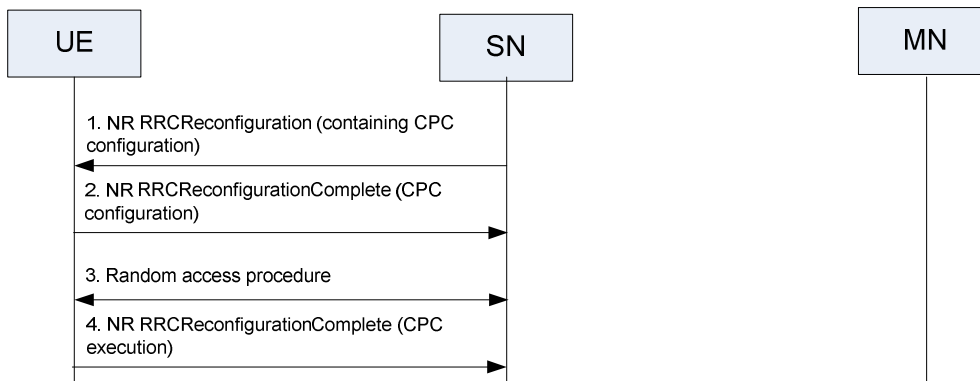 UE
SN
MN
1. NR RRCReconfiguration (containing CPC
configuration)
2. NR RRCReconfigurationComplete (CPC
configuration)
3. Random access procedure
4. NR RRCReconfigurationComplete (CPC
execution)